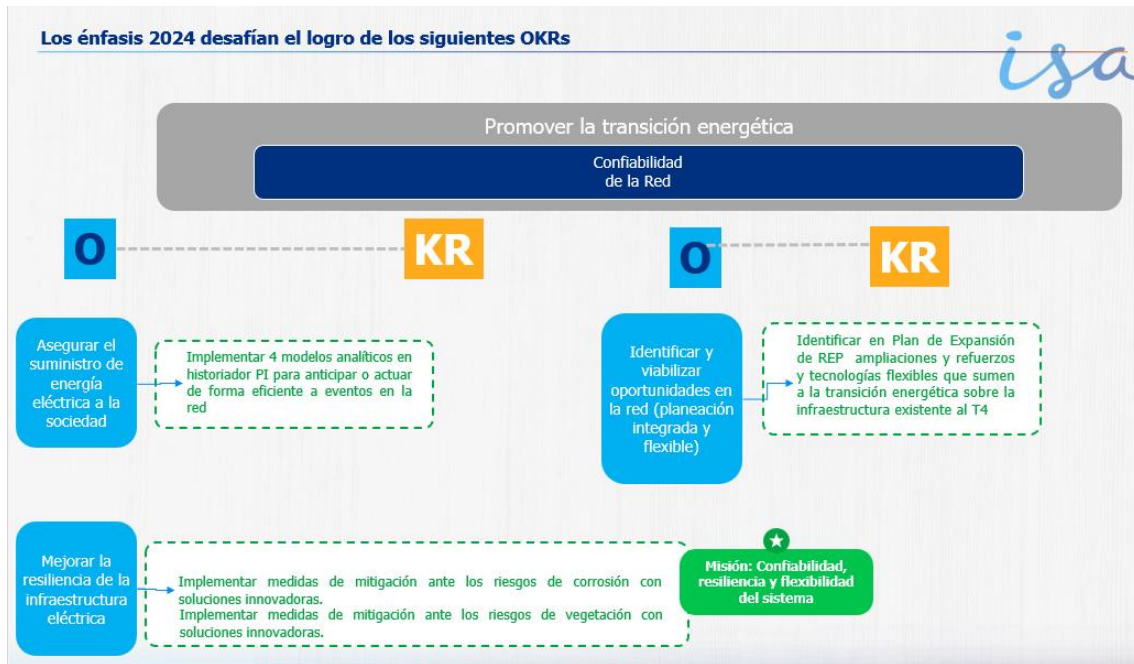 Los énfasis 2024 desafían el logro de los siguientes OKRs
isa
Promover la transición energética
Confiabilidad
de la Red
O
KR
O
KR
Asegurar el
suministro de
energía
eléctrica a la
sociedad
Implementar 4 modelos analíticos en
historiador PI para anticipar o actuar
de forma eficiente a eventos en la
red
Identificar y
viabilizar
oportunidades en
la red (planeación
integrada y
flexible)
Identificar en Plan de Expansión
de REP ampliaciones y refuerzos
y tecnologías flexibles que sumen
a la transición energética sobre la
infraestructura existente al T4
Mejorar la
resiliencia de la
infraestructura
eléctrica
Implementar medidas de mitigación ante los riesgos de corrosión con
soluciones innovadoras.
Implementar medidas de mitigación ante los riesgos de vegetación con
soluciones innovadoras.
Misión: Confiabilidad,
resiliencia y flexibilidad
del sistema